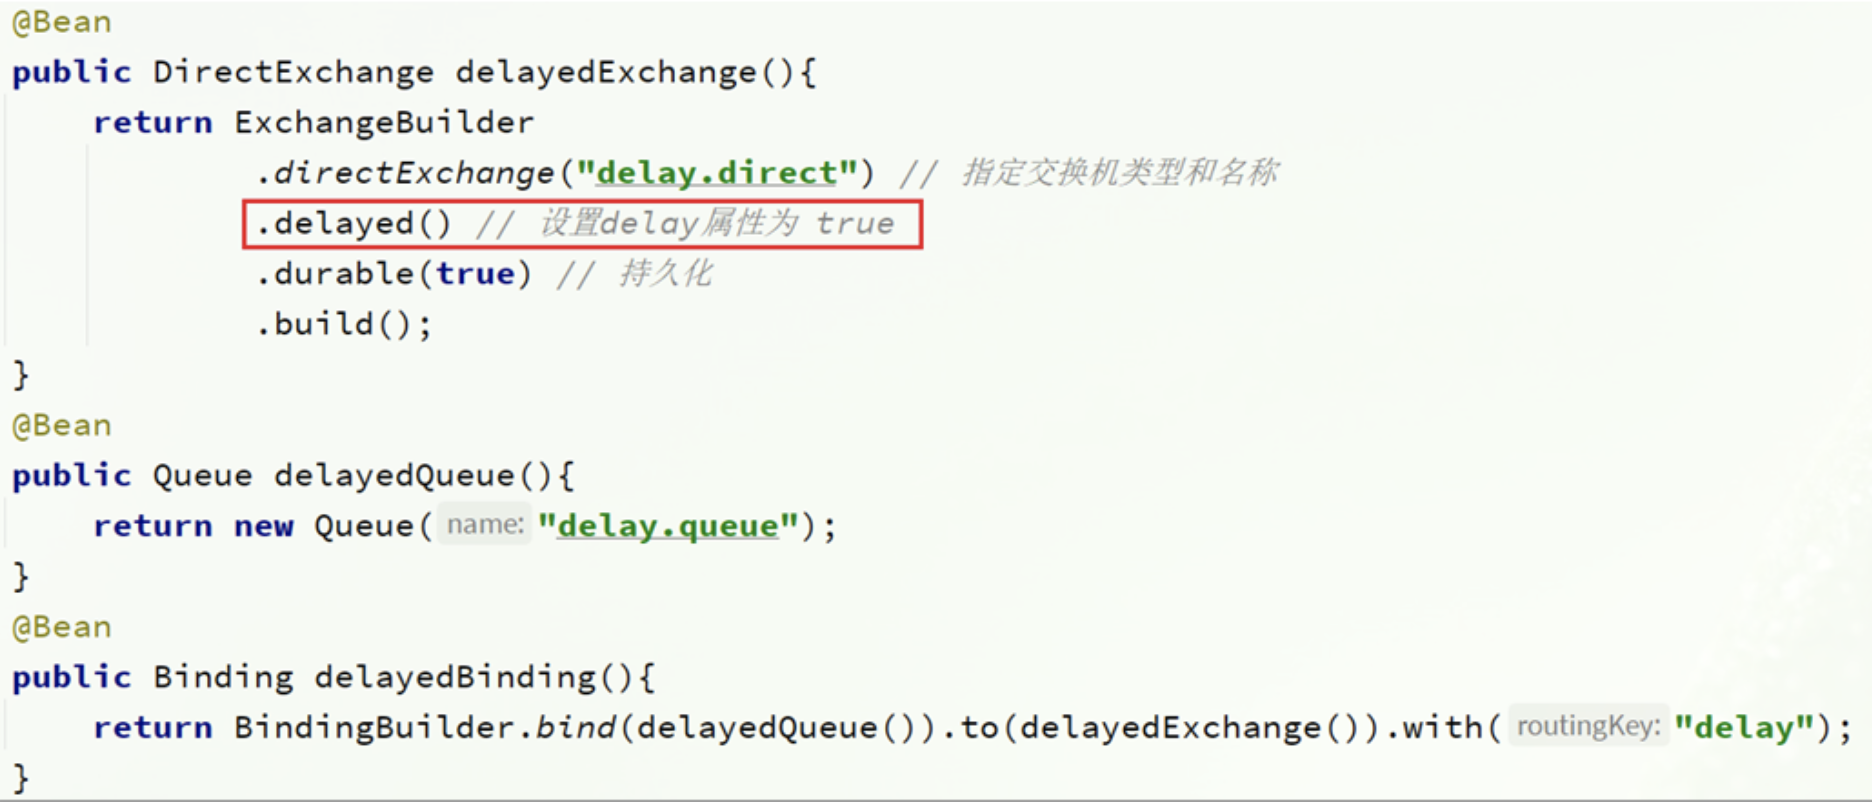 @Bean
public DirectExchange delayedExchange(){
    return ExchangeBuilder
            .directExchange("delay.direct") // 指定交换机类型和名称
            .delayed() // 设置delay属性为 true
            .durable(true) // 持久化
            .build();
}
@Bean
public Queue delayedQueue(){
    return new Queue( name: "delay.queue");
}
@Bean
public Binding delayedBinding(){
    return BindingBuilder.bind(delayedQueue()).to(delayedExchange()).with( routingKey: "delay");
}